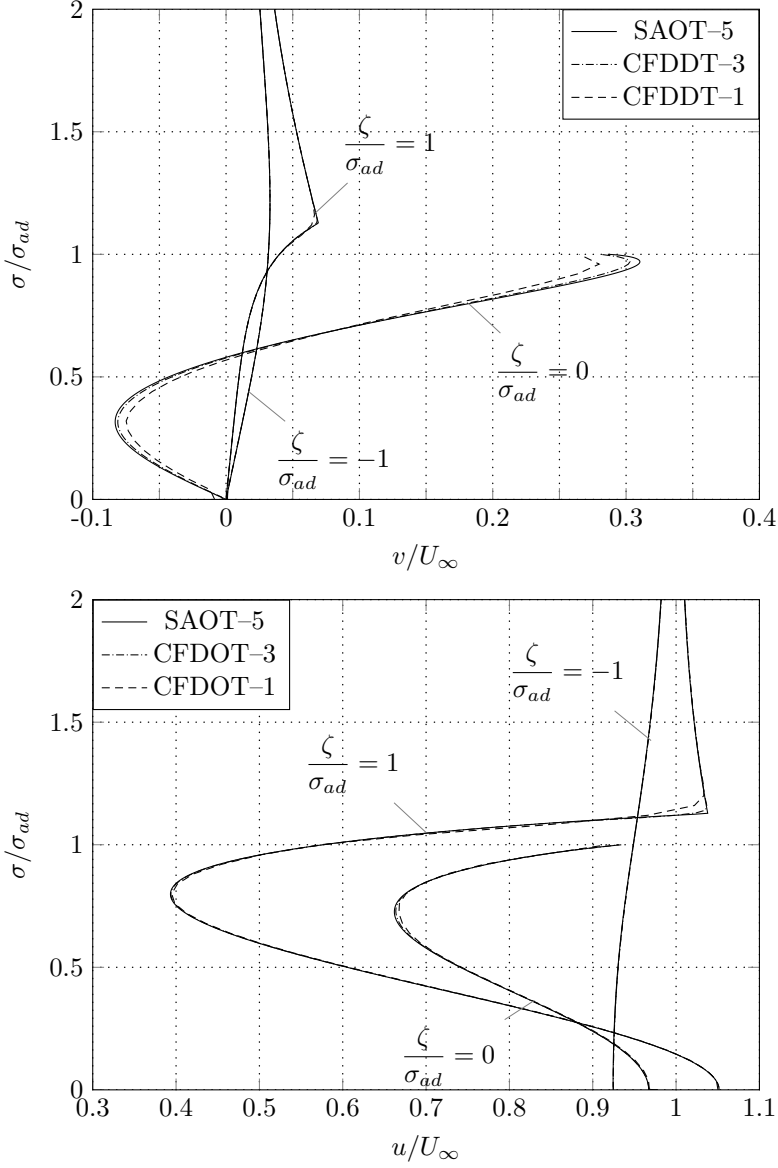 2
1.5
1
0.5
0
-0.1
0
0.1
0.2
0.3
0.4
σ/σ_ad
v/U_∞
SAOT–5
CFDDT–3
CFDDT–1
ζ/σ_ad = 1
ζ/σ_ad = 0
ζ/σ_ad = −1
2
1.5
1
0.5
0
0.3
0.4
0.5
0.6
0.7
0.8
0.9
1
1.1
σ/σ_ad
u/U_∞
SAOT–5
CFDOT–3
CFDOT–1
ζ/σ_ad = −1
ζ/σ_ad = 1
ζ/σ_ad = 0